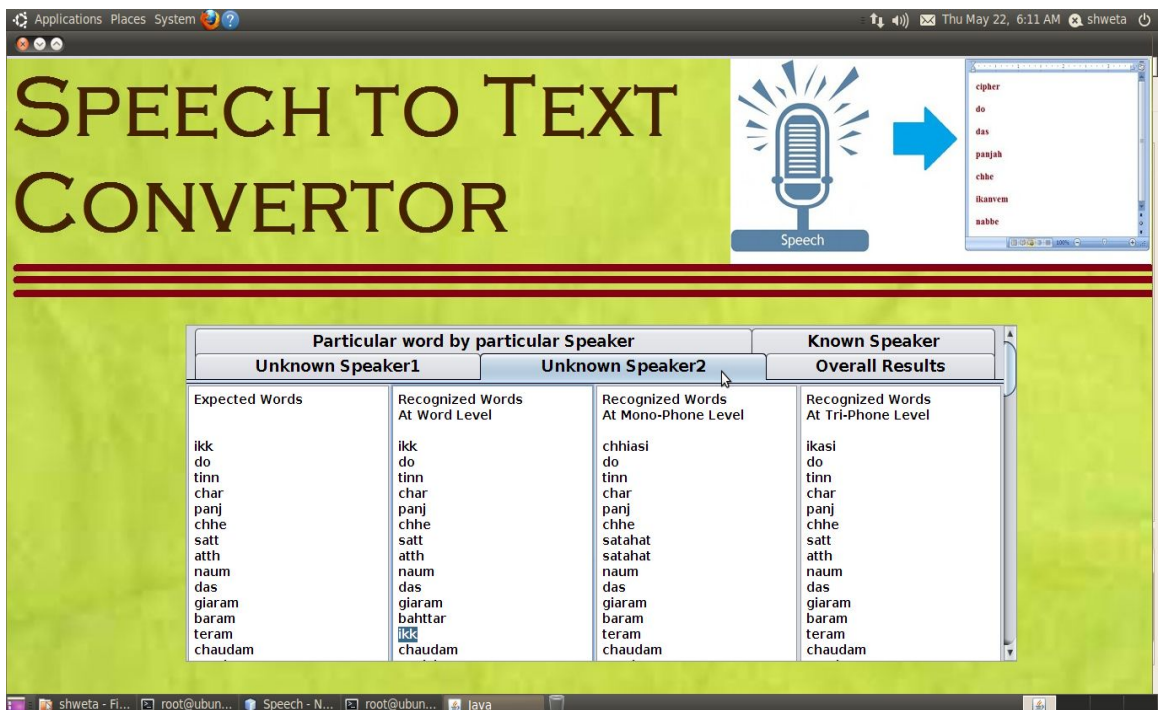 Applications Places System
Thu May 22, 6:11 AM shweta
SPEECH TO TEXT
CONVERTOR
Speech
cipher
do
das
panjah
chhe
ikanvem
nabbe
100%
Particular word by particular Speaker Known Speaker
Unknown Speaker1 Unknown Speaker2 Overall Results
Expected Words
ikk
do
tinn
char
panj
chhe
satt
atth
naum
das
giaram
baram
teram
chaudam
Recognized Words
At Word Level
ikk
do
tinn
char
panj
chhe
satt
atth
naum
das
giaram
bahttar
ikk
chaudam
Recognized Words
At Mono-Phone Level
chhiasi
do
tinn
char
panj
chhe
satahat
satahat
naum
das
giaram
baram
teram
chaudam
Recognized Words
At Tri-Phone Level
ikasi
do
tinn
char
panj
chhe
satt
atth
naum
das
giaram
baram
teram
chaudam
shweta - Fi... root@ubun... Speech - N... root@ubun... Java